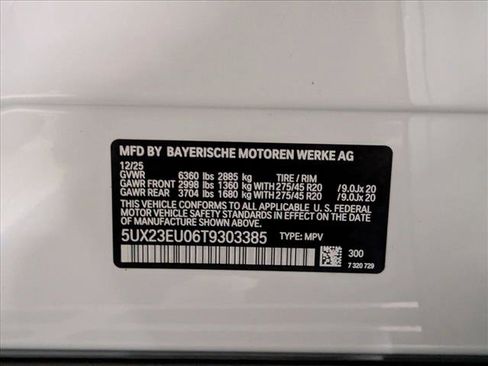 MFD BY BAYERISCHE MOTOREN WERKE AG
12/25
GVWR 6360 lbs 2885 kg TIRE / RIM
GAWR FRONT 2998 lbs 1360 kg WITH 275/45 R20 /9.0Jx 20
GAWR REAR 3704 lbs 1680 kg WITH 275/45 R20 /9.0Jx 20
THIS VEHICLE CONFORMS TO ALL APPLICABLE U.S. FEDERAL
MOTOR VEHICLE SAFETY STANDARDS IN EFFECT ON THE DATE
OF MANUFACTURE SHOWN ABOVE.
5UX23EU06T9303385 TYPE: MPV
300
7 320 729